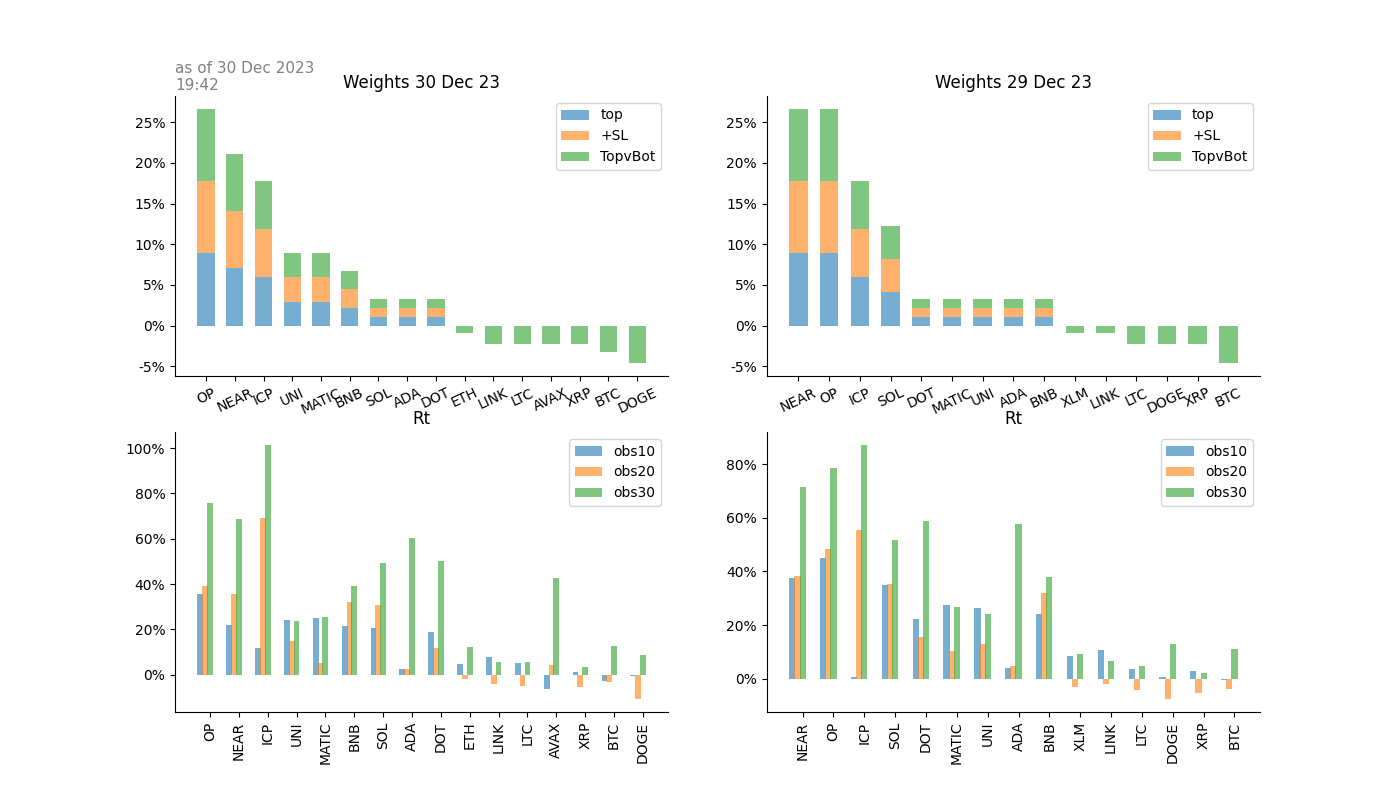 as of 30 Dec 2023
19:42
Weights 30 Dec 23
25%
20%
15%
10%
5%
0%
-5%
top
+SL
TopvBot
OP NEAR ICP UNI MATIC BNB SOL ADA DOT ETH LINK LTC AVAX XRP BTC DOGE
Weights 29 Dec 23
25%
20%
15%
10%
5%
0%
-5%
top
+SL
TopvBot
NEAR OP ICP SOL DOT MATIC UNI ADA BNB XLM LINK LTC DOGE XRP BTC
Rt
100%
80%
60%
40%
20%
0%
obs10
obs20
obs30
OP NEAR ICP UNI MATIC BNB SOL ADA DOT ETH LINK LTC AVAX XRP BTC DOGE
Rt
80%
60%
40%
20%
0%
obs10
obs20
obs30
NEAR OP ICP SOL DOT MATIC UNI ADA BNB XLM LINK LTC DOGE XRP BTC